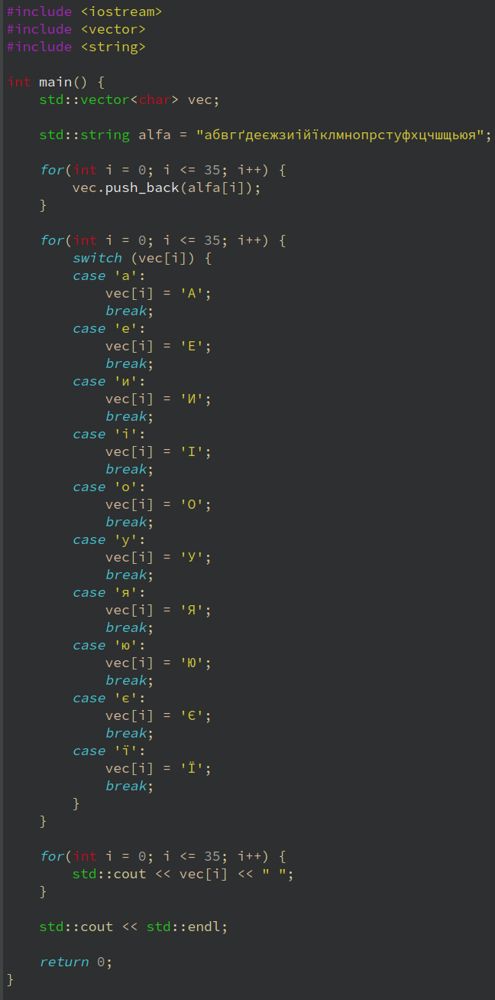 #include <iostream>
#include <vector>
#include <string>

int main() {
    std::vector<char> vec;

    std::string alfa = "абвгґдеєжзиійїклмнопрстуфхцчшщьюя";

    for(int i = 0; i <= 35; i++) {
        vec.push_back(alfa[i]);
    }

    for(int i = 0; i <= 35; i++) {
        switch (vec[i]) {
        case 'а':
            vec[i] = 'А';
            break;
        case 'е':
            vec[i] = 'Е';
            break;
        case 'и':
            vec[i] = 'И';
            break;
        case 'і':
            vec[i] = 'І';
            break;
        case 'о':
            vec[i] = 'О';
            break;
        case 'у':
            vec[i] = 'У';
            break;
        case 'я':
            vec[i] = 'Я';
            break;
        case 'ю':
            vec[i] = 'Ю';
            break;
        case 'є':
            vec[i] = 'Є';
            break;
        case 'ї':
            vec[i] = 'Ї';
            break;
        }
    }

    for(int i = 0; i <= 35; i++) {
        std::cout << vec[i] << " ";
    }

    std::cout << std::endl;

    return 0;
}